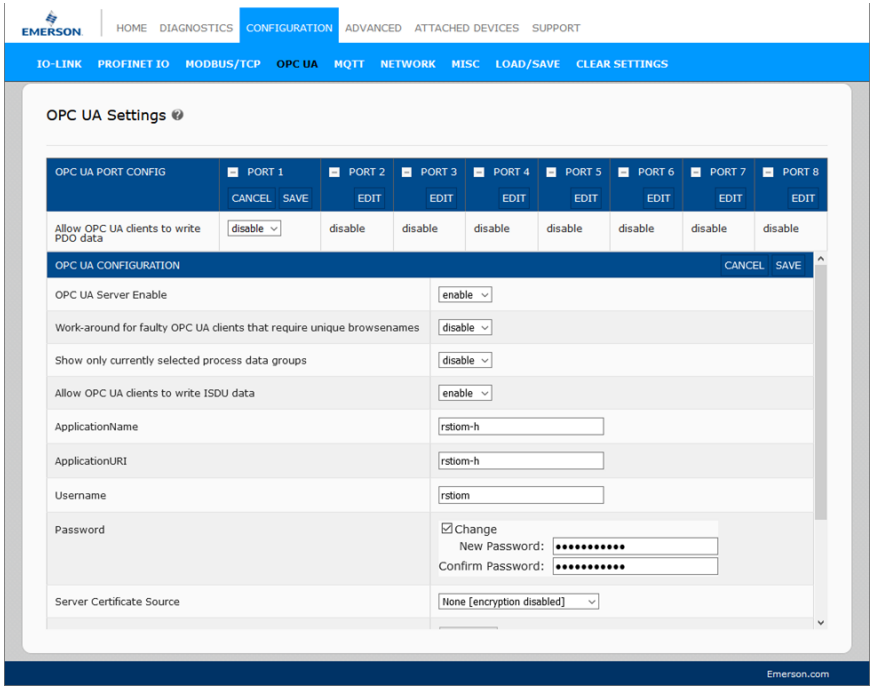 EMERSON
HOME DIAGNOSTICS CONFIGURATION ADVANCED ATTACHED DEVICES SUPPORT
IO-LINK PROFINET IO MODBUS/TCP OPC UA MQTT NETWORK MISC LOAD/SAVE CLEAR SETTINGS
OPC UA Settings ?
OPC UA PORT CONFIG PORT 1 PORT 2 PORT 3 PORT 4 PORT 5 PORT 6 PORT 7 PORT 8
CANCEL SAVE EDIT EDIT EDIT EDIT EDIT EDIT EDIT
Allow OPC UA clients to write disable disable disable disable disable disable disable disable
PDO data
OPC UA CONFIGURATION CANCEL SAVE
OPC UA Server Enable enable
Work-around for faulty OPC UA clients that require unique browsenames disable
Show only currently selected process data groups disable
Allow OPC UA clients to write ISDU data enable
ApplicationName rstiom-h
ApplicationURI rstiom-h
Username rstiom
Password Change
New Password: •••••••••••
Confirm Password: •••••••••••
Server Certificate Source None [encryption disabled]
Emerson.com